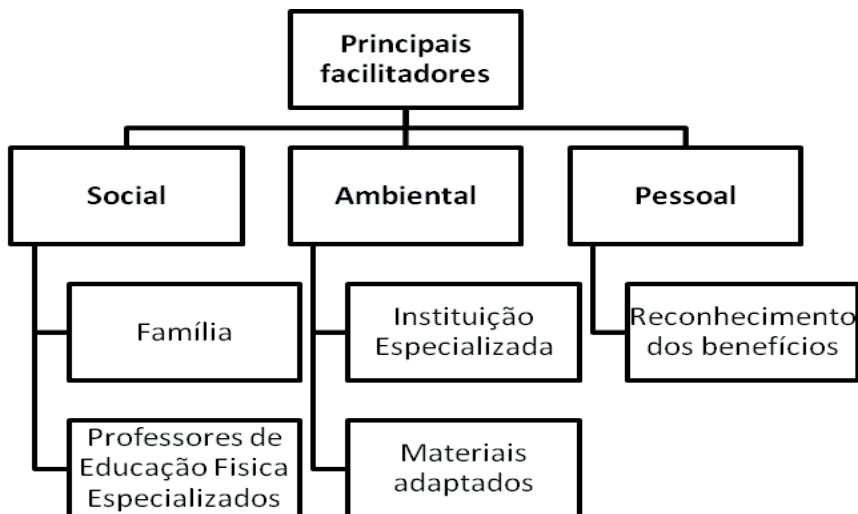 Principais
facilitadores
Social
Ambiental
Pessoal
Família
Instituição
Especializada
Reconhecimento
dos benefícios
Professores de
Educação Fisica
Especializados
Materiais
adaptados